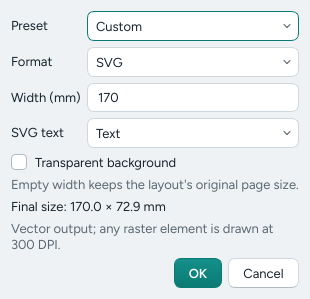 Preset Custom
Format SVG
Width (mm) 170
SVG text Text
Transparent background
Empty width keeps the layout's original page size.
Final size: 170.0 × 72.9 mm
Vector output; any raster element is drawn at
300 DPI.
OK Cancel